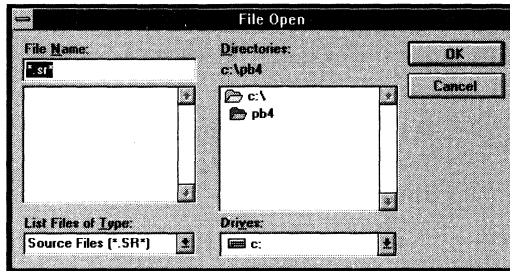 File Open
File Name:
*.sr*
Directories:
c:\pb4
OK
Cancel
c:\
pb4
List Files of Type:
Source Files (*.SR*)
Drives:
c: